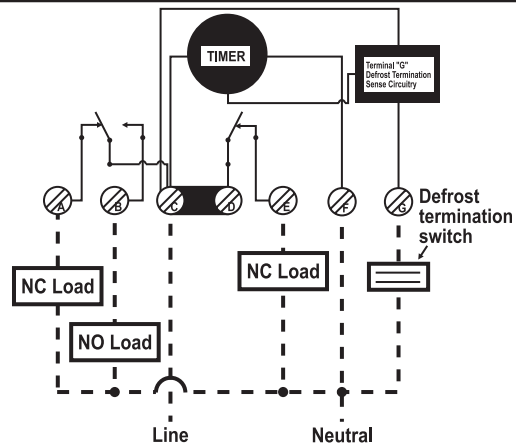 TIMER
Terminal "G"
Defrost Termination
Sense Circuitry
A
B
C
D
E
F
G
Defrost
termination
switch
NC Load
NC Load
NO Load
Line
Neutral